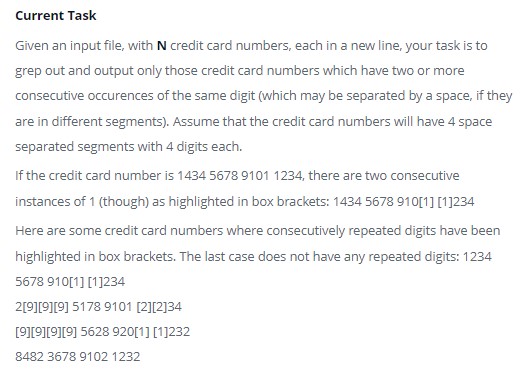 Current Task
Given an input file, with N credit card numbers, each in a new line, your task is to
grep out and output only those credit card numbers which have two or more
consecutive occurences of the same digit (which may be separated by a space, if they
are in different segments). Assume that the credit card numbers will have 4 space
separated segments with 4 digits each.
If the credit card number is 1434 5678 9101 1234, there are two consecutive
instances of 1 (though) as highlighted in box brackets: 1434 5678 910[1] [1]234
Here are some credit card numbers where consecutively repeated digits have been
highlighted in box brackets. The last case does not have any repeated digits: 1234
5678 910[1] [1]234
2[9][9][9] 5178 9101 [2][2]34
[9][9][9][9] 5628 920[1] [1]232
8482 3678 9102 1232